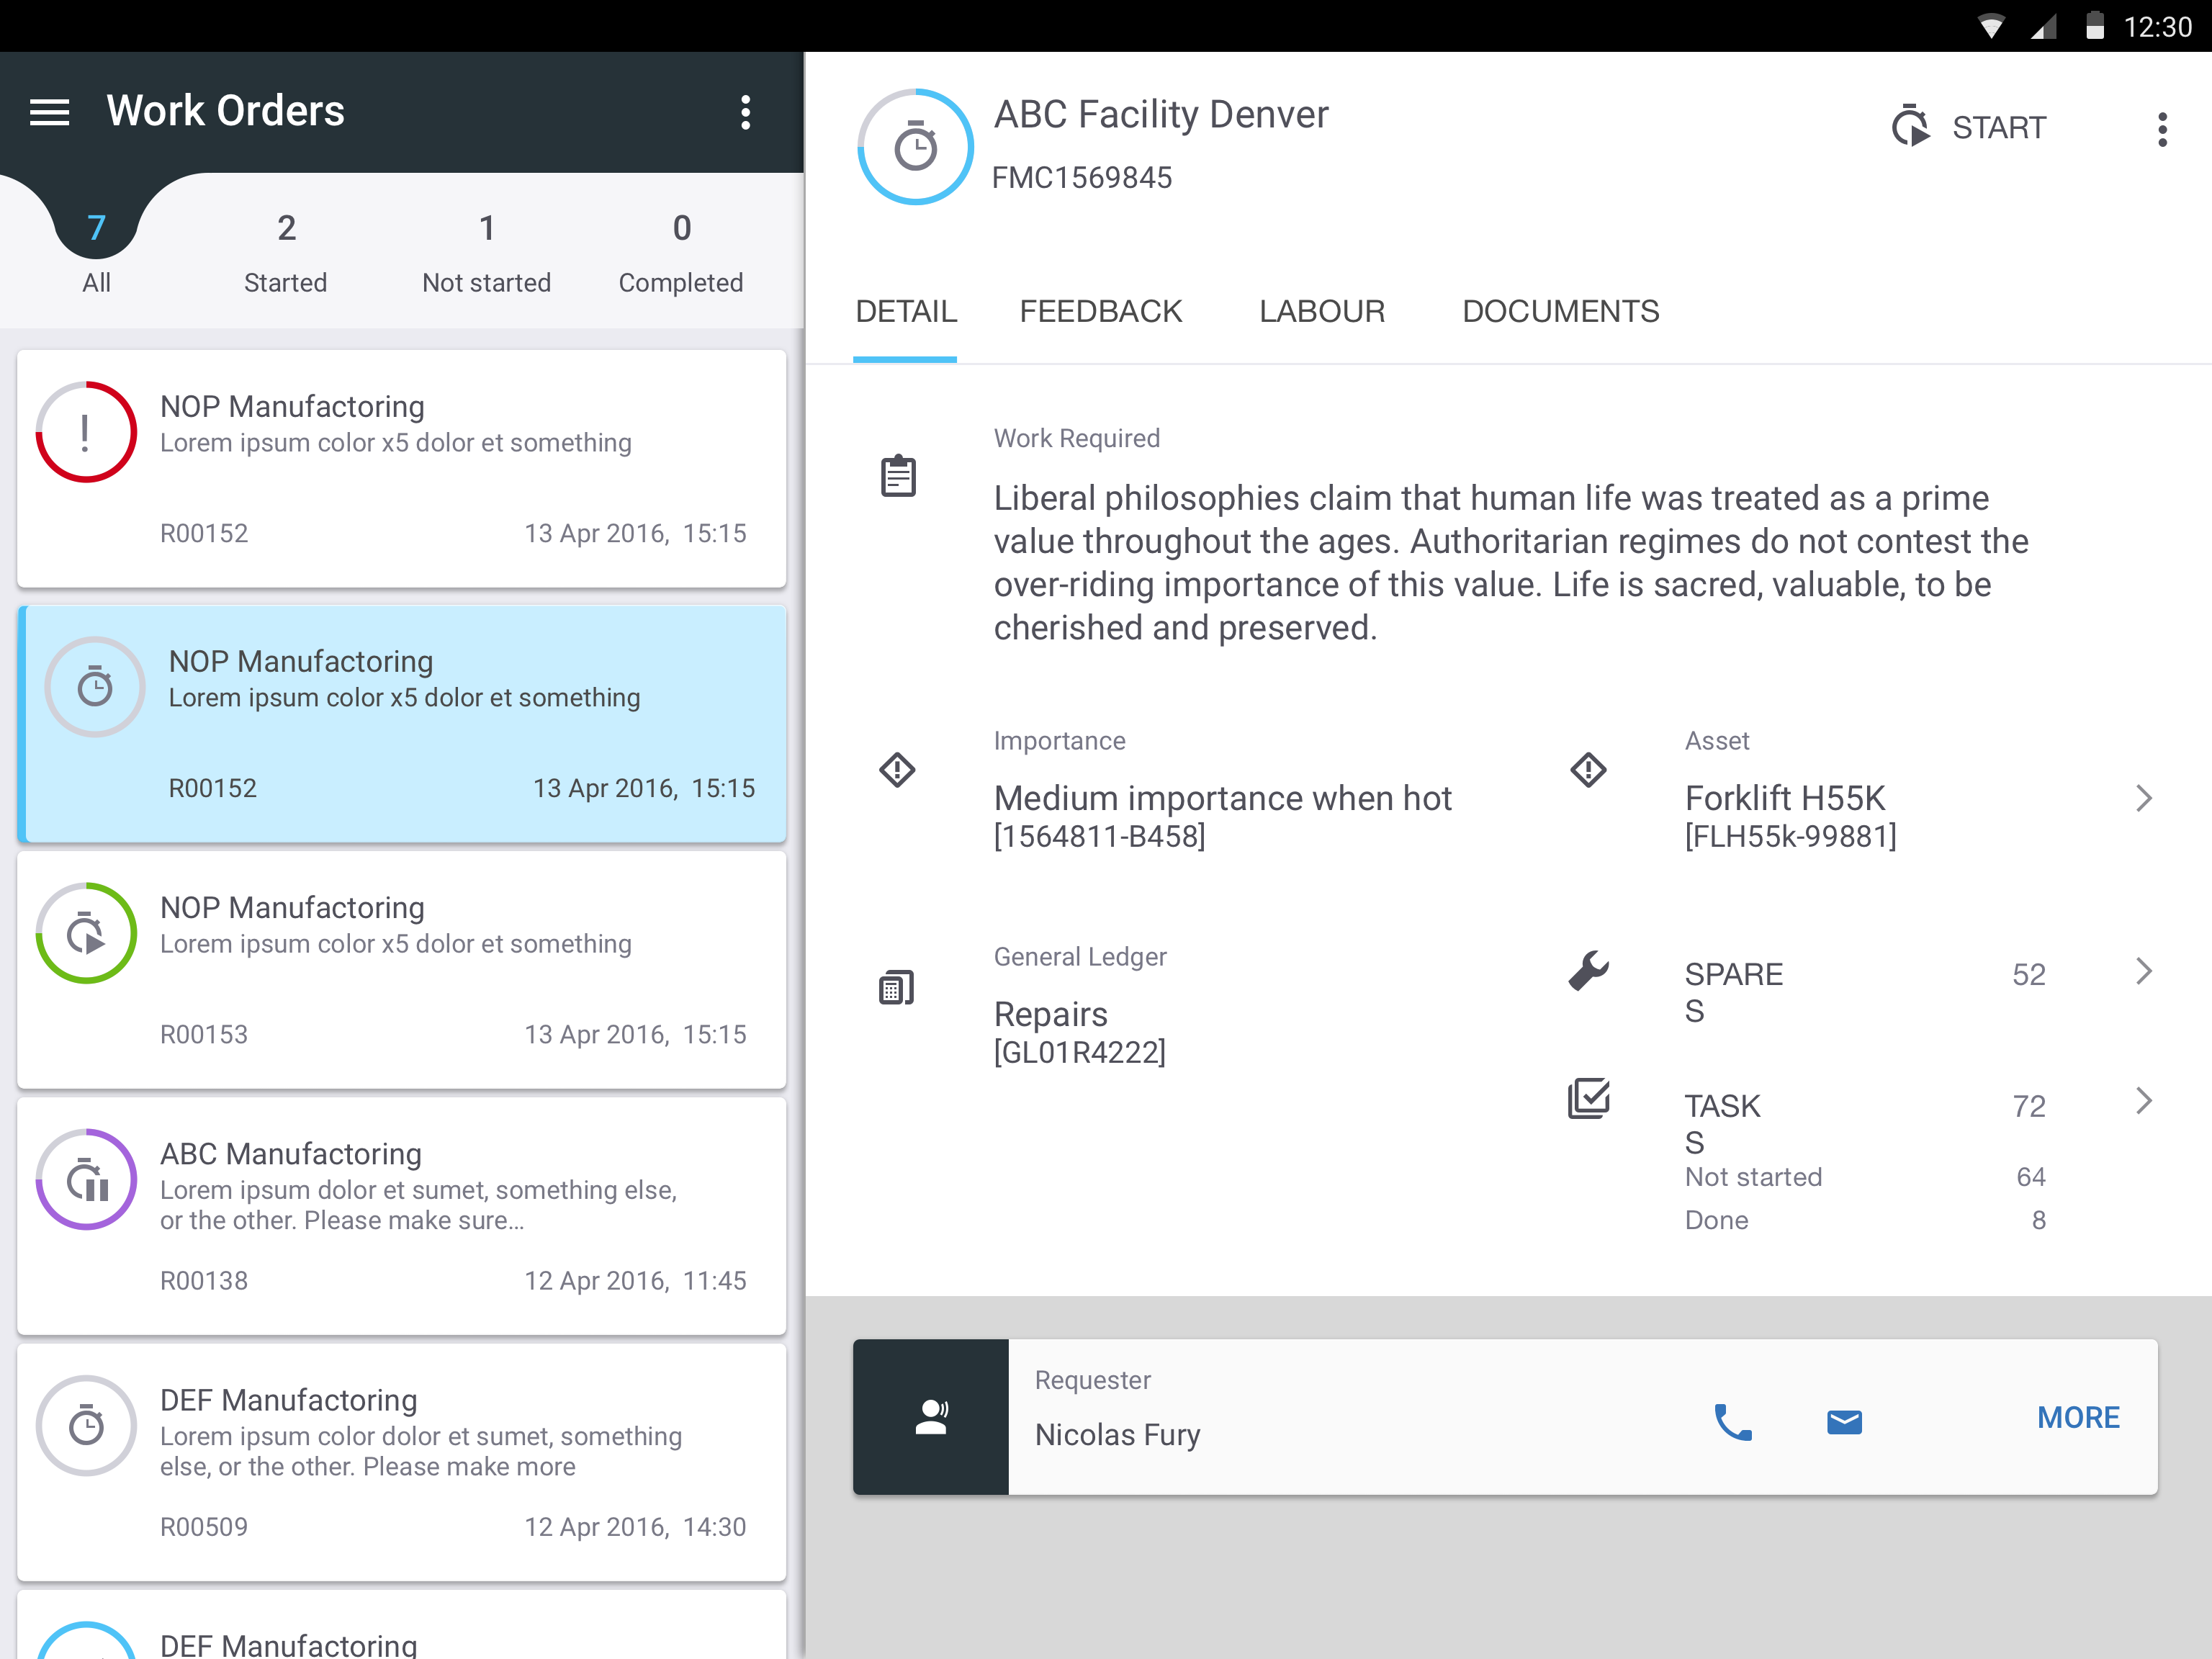 12:30
Work Orders
7
All
2
Started
1
Not started
0
Completed
NOP Manufactoring
Lorem ipsum color x5 dolor et something
R00152
13 Apr 2016, 15:15
NOP Manufactoring
Lorem ipsum color x5 dolor et something
R00152
13 Apr 2016, 15:15
NOP Manufactoring
Lorem ipsum color x5 dolor et something
R00153
13 Apr 2016, 15:15
ABC Manufactoring
Lorem ipsum dolor et sumet, something else,
or the other. Please make sure...
R00138
12 Apr 2016, 11:45
DEF Manufactoring
Lorem ipsum color dolor et sumet, something
else, or the other. Please make more
R00509
12 Apr 2016, 14:30
DEF Manufactoring
ABC Facility Denver
FMC1569845
START
DETAIL
FEEDBACK
LABOUR
DOCUMENTS
Work Required
Liberal philosophies claim that human life was treated as a prime
value throughout the ages. Authoritarian regimes do not contest the
over-riding importance of this value. Life is sacred, valuable, to be
cherished and preserved.
Importance
Medium importance when hot
[1564811-B458]
Asset
Forklift H55K
[FLH55k-99881]
General Ledger
Repairs
[GL01R4222]
SPARE
S
52
TASK
S
72
Not started
64
Done
8
Requester
Nicolas Fury
MORE